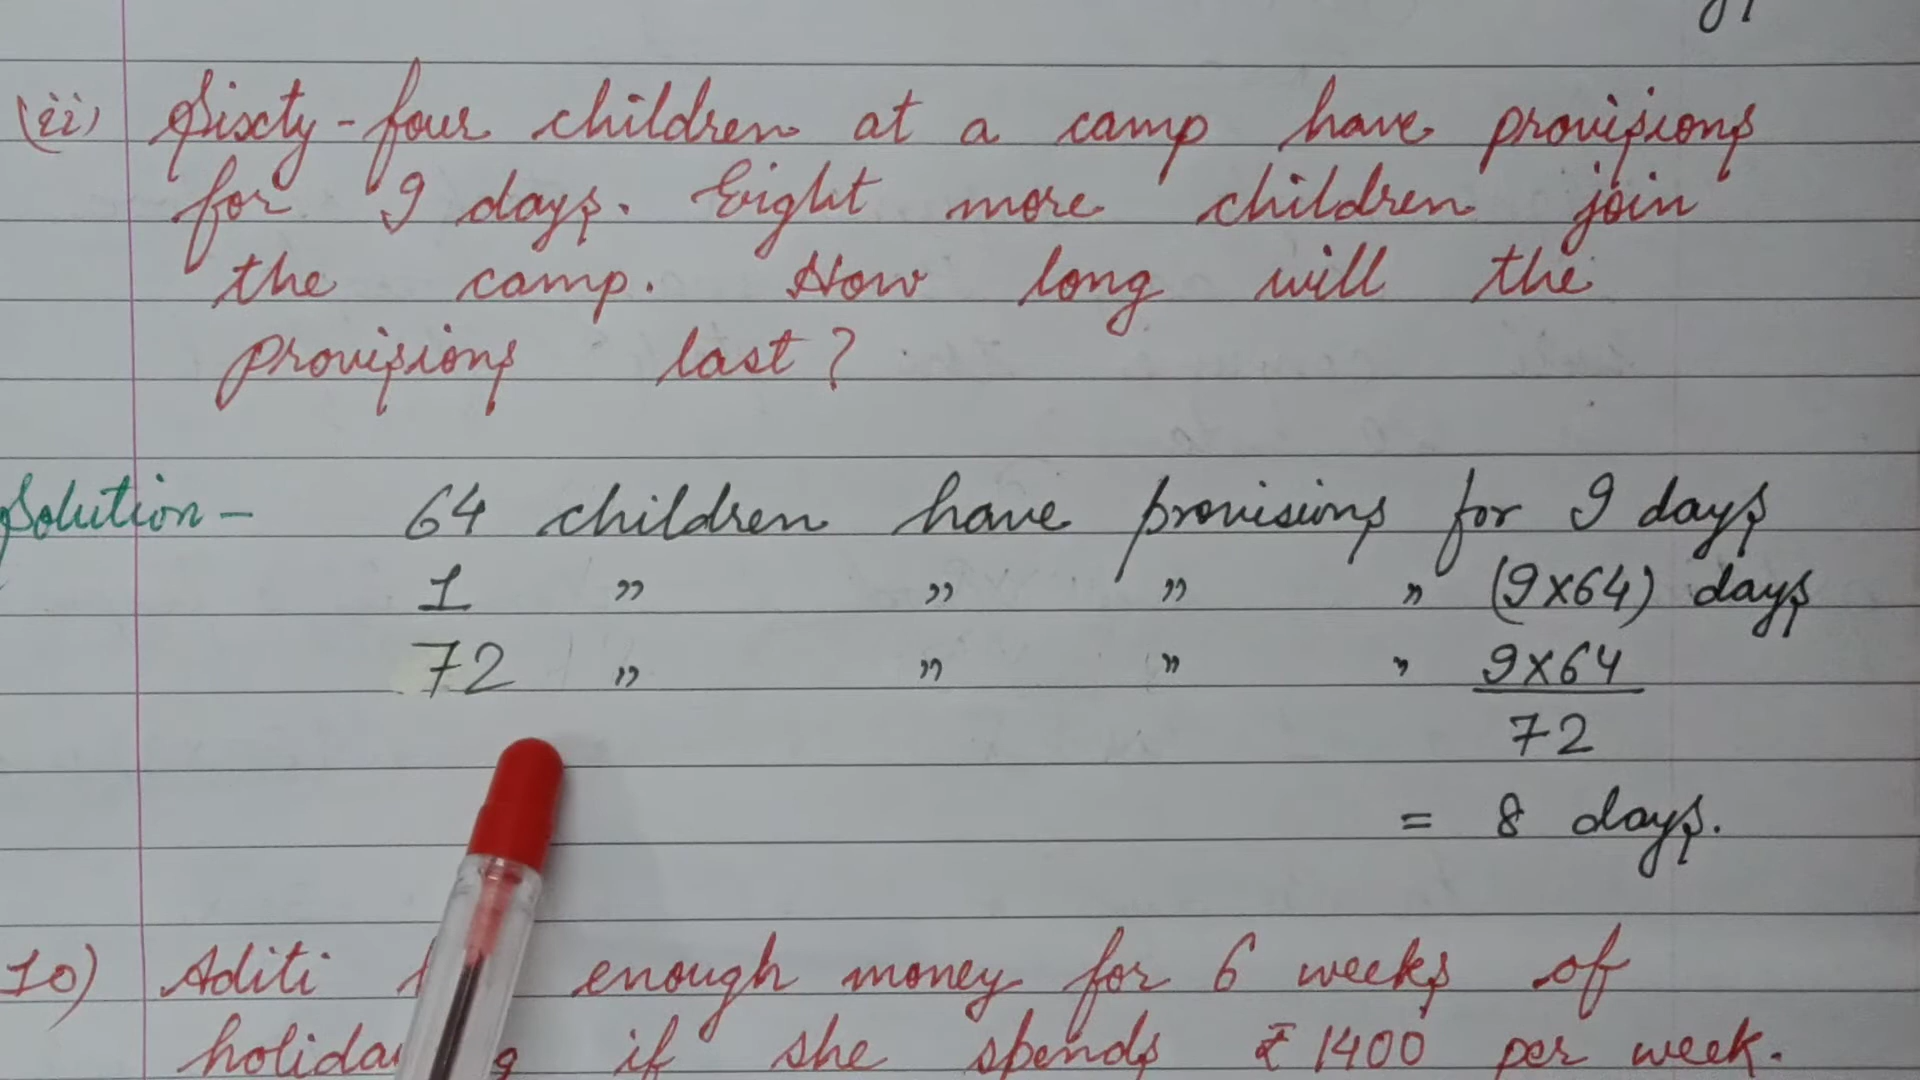 (ii) Sixty-four children at a camp have provisions
for 9 days. Eight more children join
the camp. How long will the
provisions last?
Solution- 64 children have provisions for 9 days
1 " " " " (9x64) days
72 " " " " 9x64
72
= 8 days.
10) Aditi enough money for 6 weeks of
if she spends ₹1400 per week.